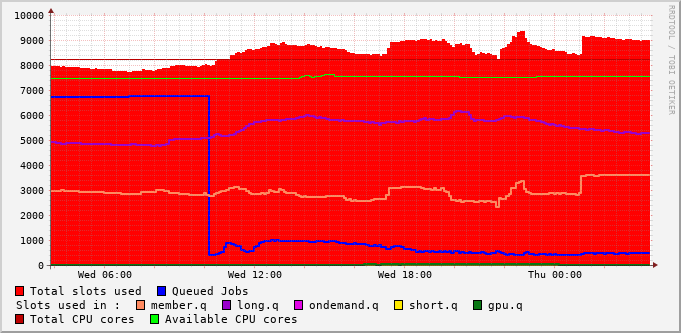 10000
9000
8000
7000
6000
5000
4000
3000
2000
1000
0
Wed 06:00 Wed 12:00 Wed 18:00 Thu 00:00
Total slots used Queued Jobs
Slots used in : member.q long.q ondemand.q short.q gpu.q
Total CPU cores Available CPU cores
RRDTOOL / TOBI OETIKER